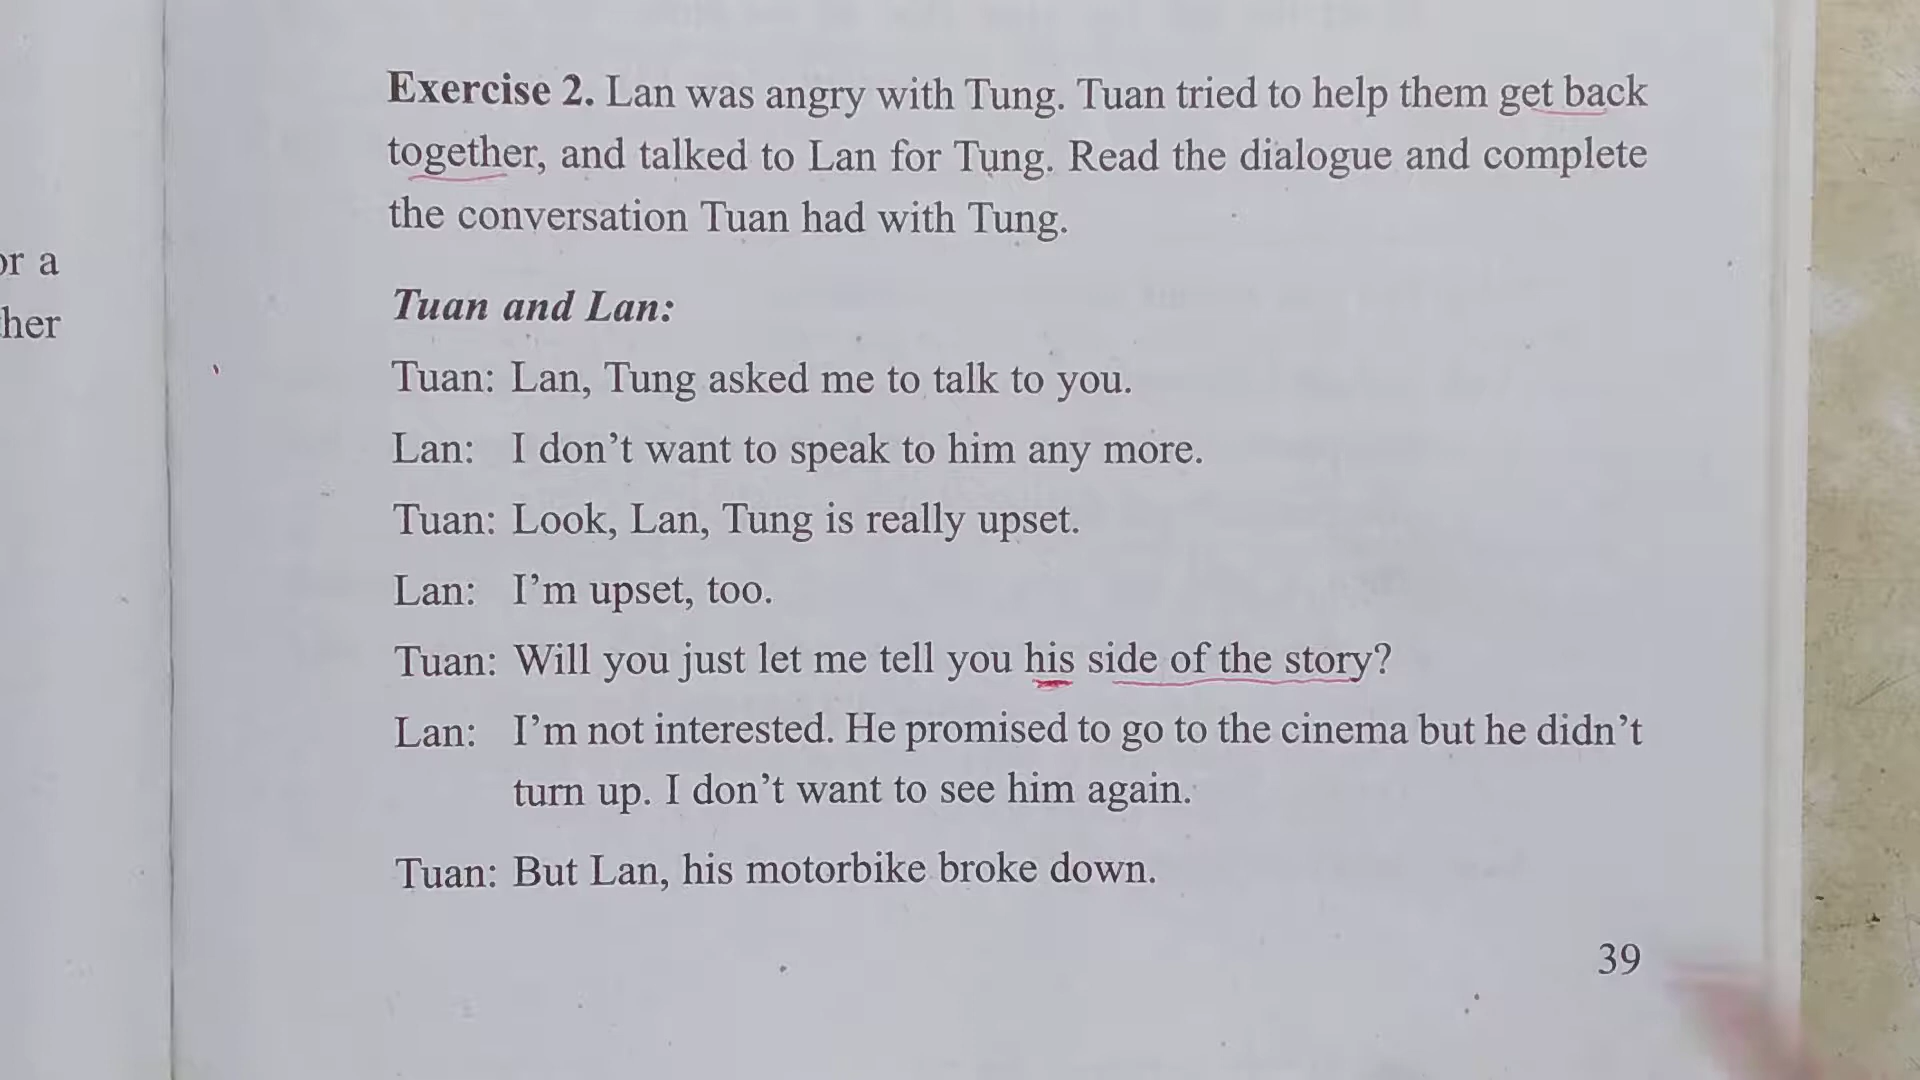 or a
her
Exercise 2. Lan was angry with Tung. Tuan tried to help them get back
together, and talked to Lan for Tung. Read the dialogue and complete
the conversation Tuan had with Tung.
Tuan and Lan:
Tuan: Lan, Tung asked me to talk to you.
Lan: I don't want to speak to him any more.
Tuan: Look, Lan, Tung is really upset.
Lan: I'm upset, too.
Tuan: Will you just let me tell you his side of the story?
Lan: I'm not interested. He promised to go to the cinema but he didn't
turn up. I don't want to see him again.
Tuan: But Lan, his motorbike broke down.
39